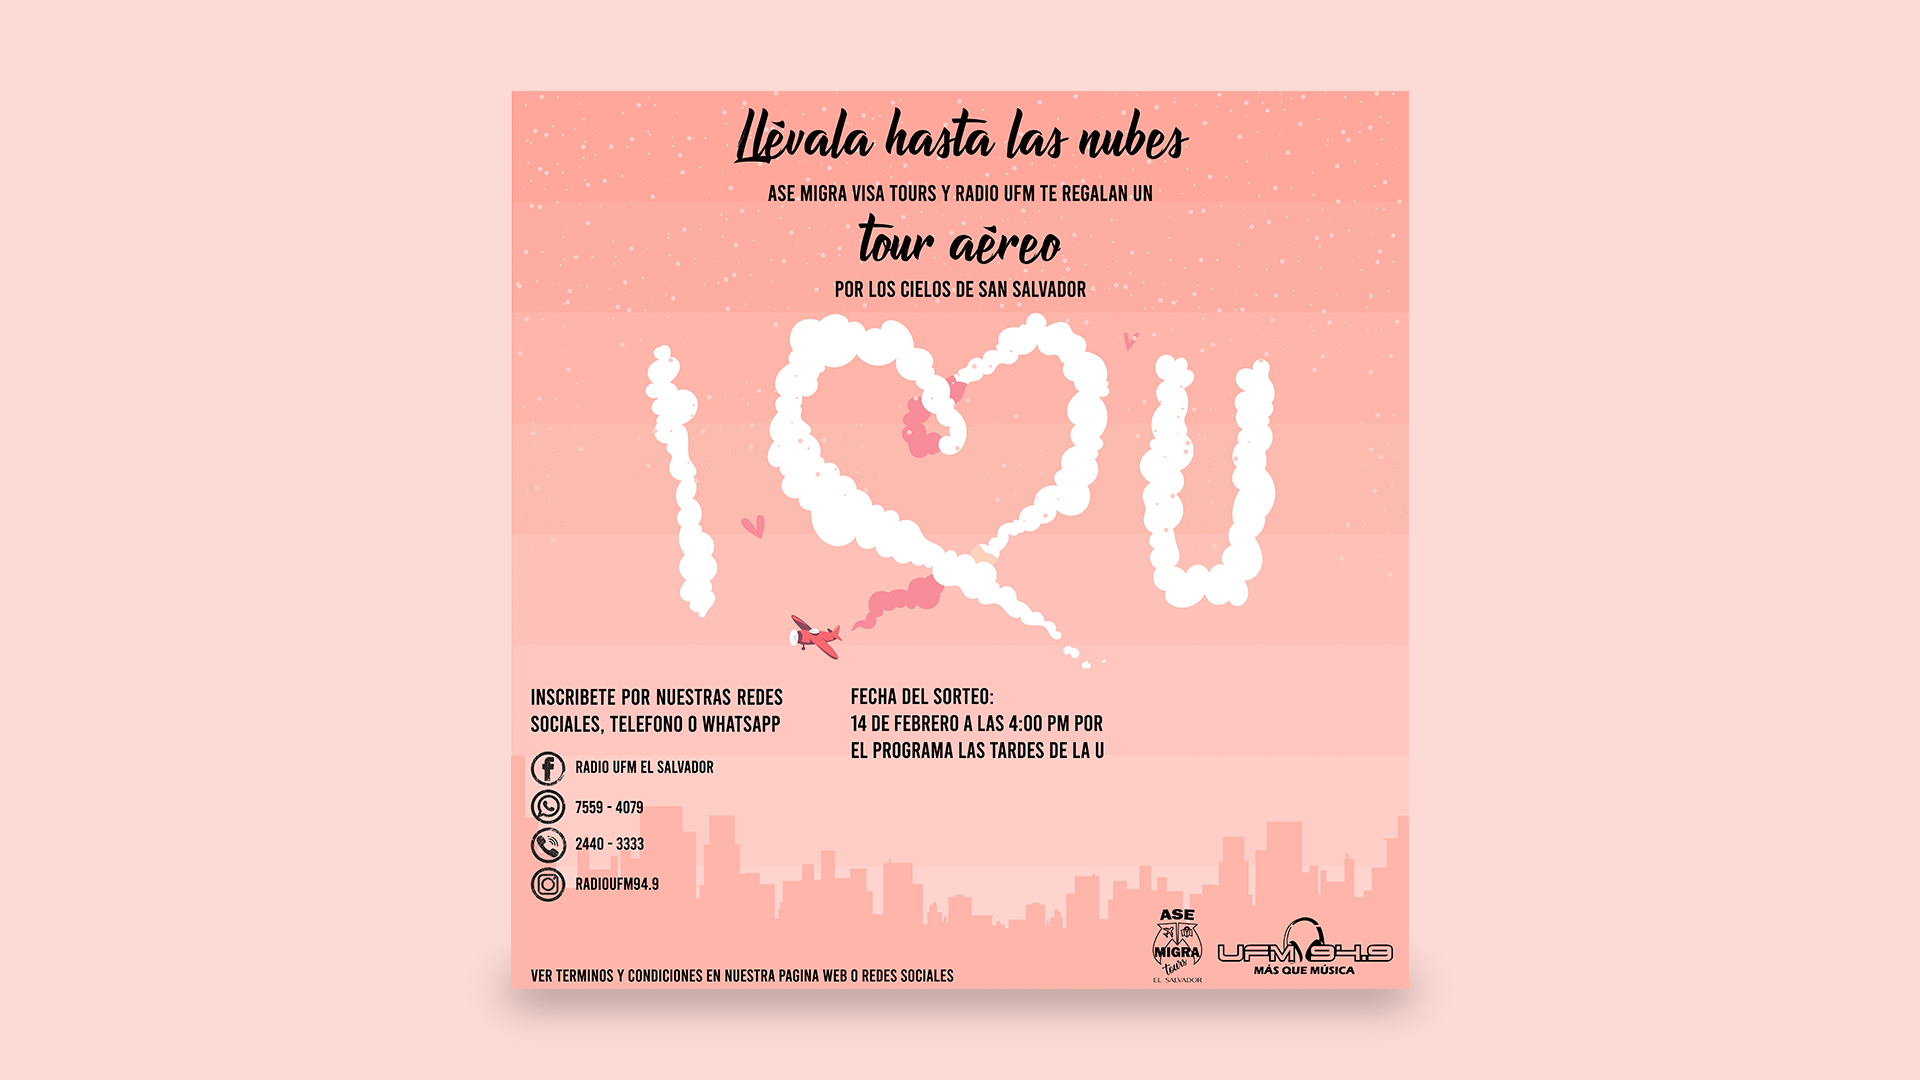 Llévala hasta las nubes
ASE MIGRA VISA TOURS Y RADIO UFM TE REGALAN UN
tour aéreo
POR LOS CIELOS DE SAN SALVADOR
I U
INSCRIBETE POR NUESTRAS REDES
SOCIALES, TELEFONO O WHATSAPP
RADIO UFM EL SALVADOR
7559 - 4079
2440 - 3333
RADIOUFM94.9
FECHA DEL SORTEO:
14 DE FEBRERO A LAS 4:00 PM POR
EL PROGRAMA LAS TARDES DE LA U
VER TERMINOS Y CONDICIONES EN NUESTRA PAGINA WEB O REDES SOCIALES
ASE
MIGRA
tours
EL SALVADOR
UFM 94.9
MÁS QUE MÚSICA